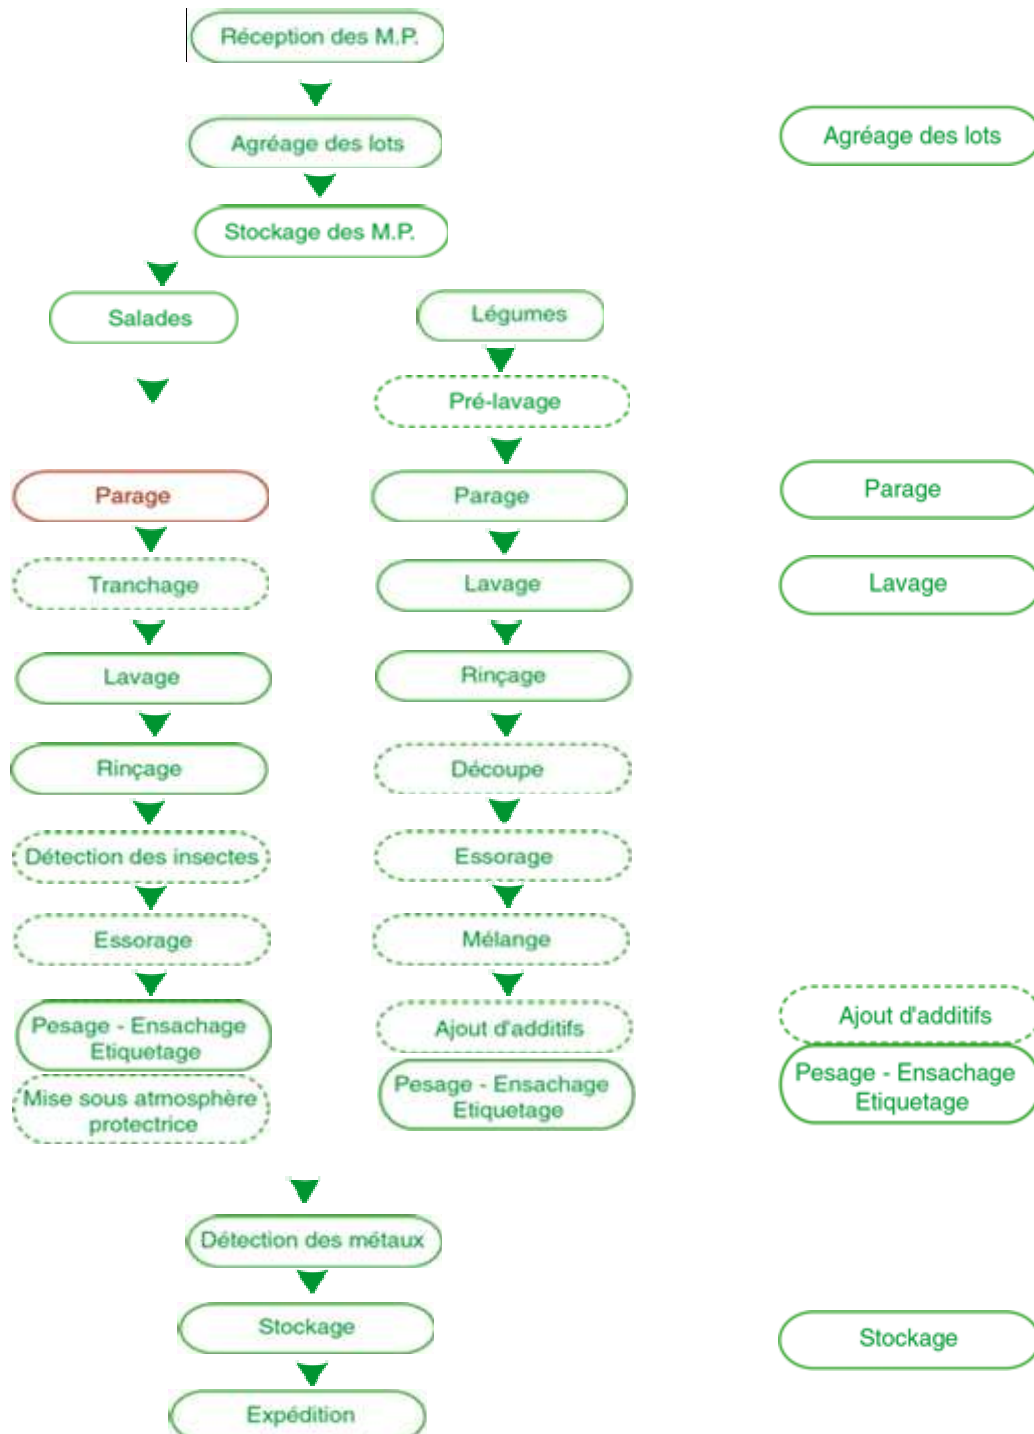 Réception des M.P.
Agréage des lots
Agréage des lots
Stockage des M.P.
Salades
Légumes
Pré-lavage
Parage
Parage
Parage
Tranchage
Lavage
Lavage
Lavage
Rinçage
Rinçage
Découpe
Détection des insectes
Essorage
Essorage
Mélange
Pesage - Ensachage
Etiquetage
Ajout d'additifs
Ajout d'additifs
Mise sous atmosphère
protectrice
Pesage - Ensachage
Etiquetage
Pesage - Ensachage
Etiquetage
Détection des métaux
Stockage
Stockage
Expédition